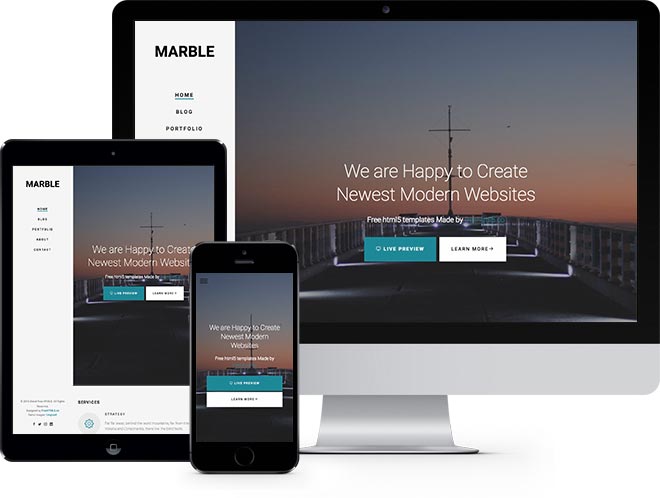 MARBLE
HOME
BLOG
PORTFOLIO
We are Happy to Create
Newest Modern Websites
Free html5 templates Made by
LIVE PREVIEW
LEARN MORE
MARBLE
HOME
BLOG
PORTFOLIO
ABOUT
CONTACT
We are Happy to Create
Newest Modern Websit
Free html5 templates Made by
LIVE PREVIEW
LEARN MORE
SERVICES
STRATEGY
We are Happy to Create
Newest Modern
Websites
Free html5 templates Made by
LIVE PREVIEW
LEARN MORE